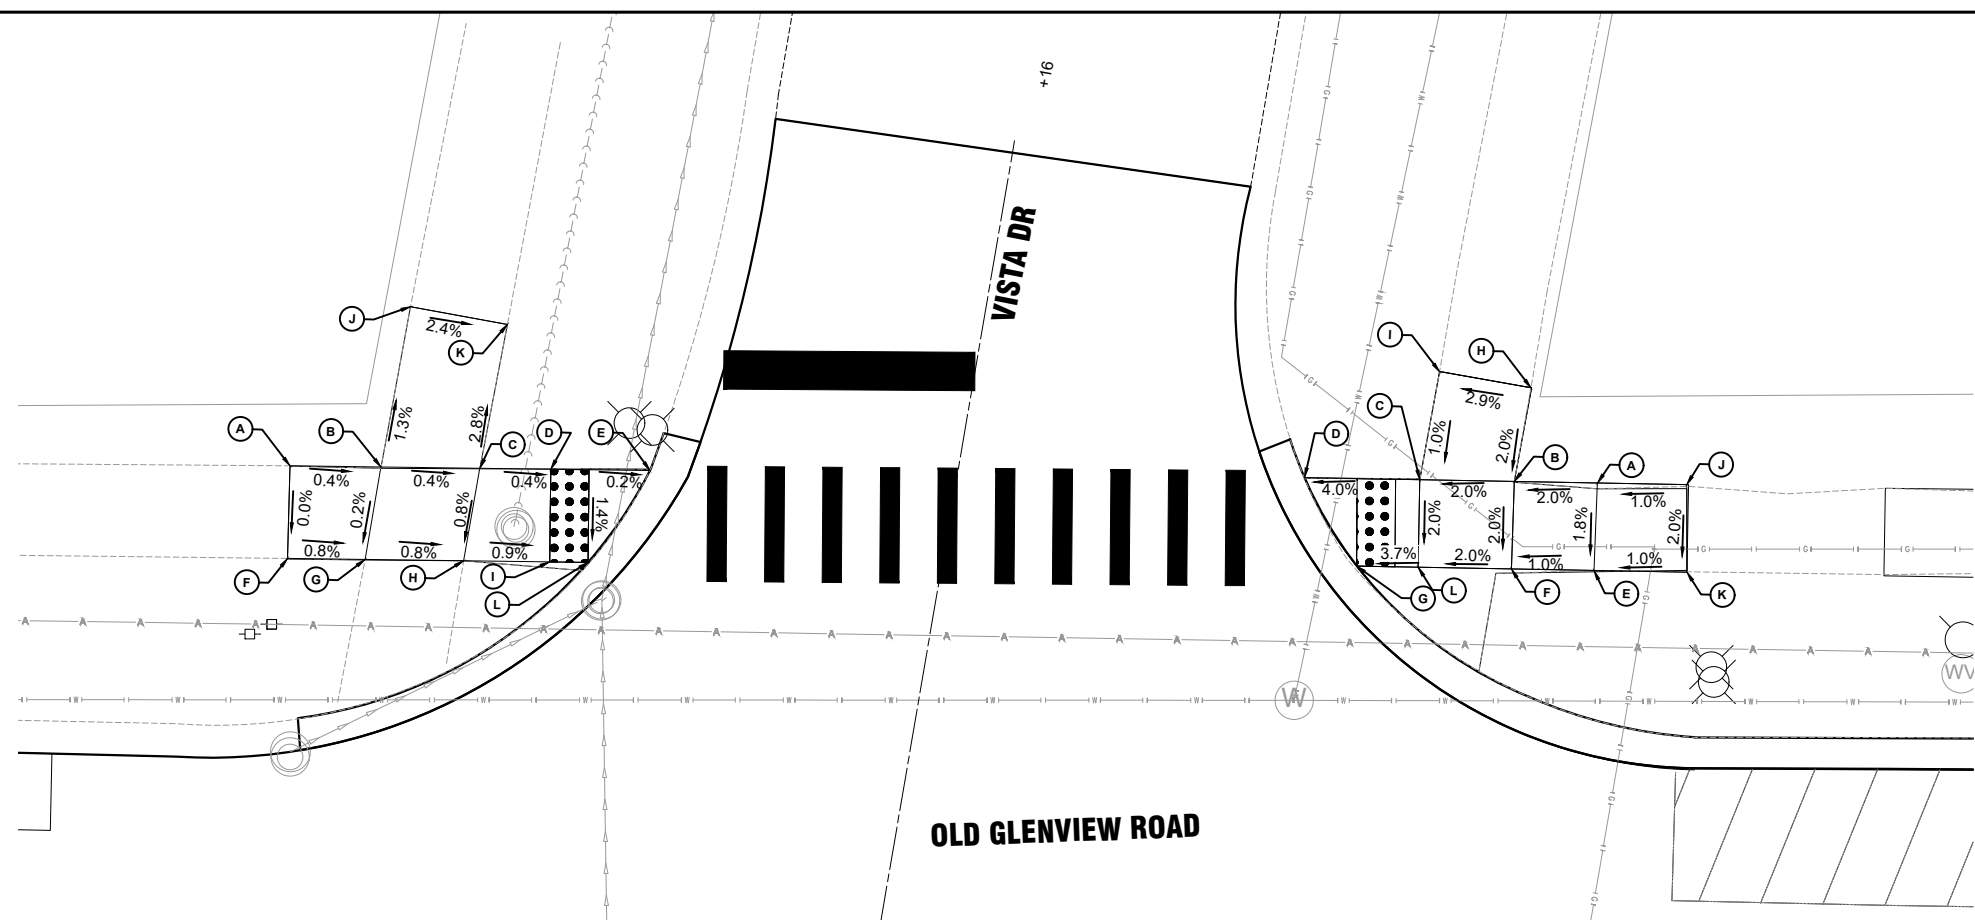 +16
VISTA DR
J
2.4%
K
1.3%
2.8%
A
B
C
D
E
0.4%
0.4%
0.4%
0.2%
0.0%
0.2%
0.8%
1.4%
0.8%
0.8%
0.9%
F
G
H
I
L
I
H
2.9%
C
1.0%
2.0%
D
B
A
J
4.0%
2.0%
2.0%
1.0%
2.0%
2.0%
1.8%
2.0%
3.7%
2.0%
1.0%
1.0%
G
L
F
E
K
A A A A A A A A A A A A A A A A A A A A A A A A A A A A A A A A A A
W
WV
OLD GLENVIEW ROAD